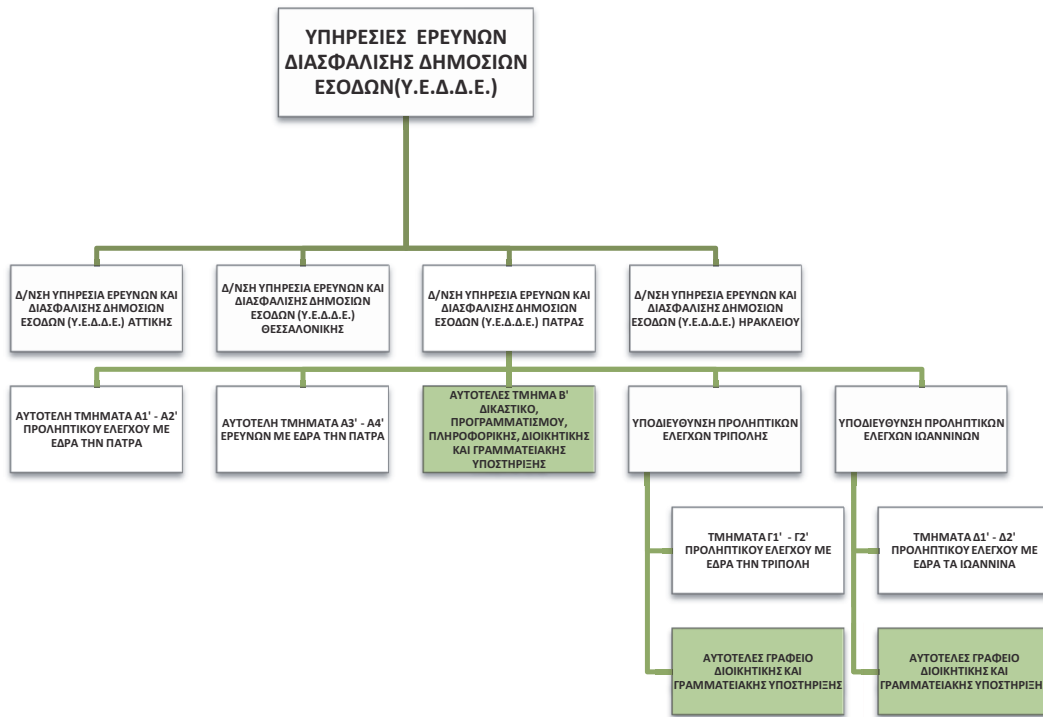 ΥΠΗΡΕΣΙΕΣ ΕΡΕΥΝΩΝ
ΔΙΑΣΦΑΛΙΣΗΣ ΔΗΜΟΣΙΩΝ
ΕΣΟΔΩΝ(Υ.Ε.Δ.Δ.Ε.)
Δ/ΝΣΗ ΥΠΗΡΕΣΙΑ ΕΡΕΥΝΩΝ ΚΑΙ
ΔΙΑΣΦΑΛΙΣΗΣ ΔΗΜΟΣΙΩΝ
ΕΣΟΔΩΝ (Υ.Ε.Δ.Δ.Ε.) ΑΤΤΙΚΗΣ
Δ/ΝΣΗ ΥΠΗΡΕΣΙΑ ΕΡΕΥΝΩΝ ΚΑΙ
ΔΙΑΣΦΑΛΙΣΗΣ ΔΗΜΟΣΙΩΝ
ΕΣΟΔΩΝ (Υ.Ε.Δ.Δ.Ε.)
ΘΕΣΣΑΛΟΝΙΚΗΣ
Δ/ΝΣΗ ΥΠΗΡΕΣΙΑ ΕΡΕΥΝΩΝ ΚΑΙ
ΔΙΑΣΦΑΛΙΣΗΣ ΔΗΜΟΣΙΩΝ
ΕΣΟΔΩΝ (Υ.Ε.Δ.Δ.Ε.) ΠΑΤΡΑΣ
Δ/ΝΣΗ ΥΠΗΡΕΣΙΑ ΕΡΕΥΝΩΝ ΚΑΙ
ΔΙΑΣΦΑΛΙΣΗΣ ΔΗΜΟΣΙΩΝ
ΕΣΟΔΩΝ (Υ.Ε.Δ.Δ.Ε.) ΗΡΑΚΛΕΙΟΥ
ΑΥΤΟΤΕΛΗ ΤΜΗΜΑΤΑ Α1' - Α2'
ΠΡΟΛΗΠΤΙΚΟΥ ΕΛΕΓΧΟΥ ΜΕ
ΕΔΡΑ ΤΗΝ ΠΑΤΡΑ
ΑΥΤΟΤΕΛΗ ΤΜΗΜΑΤΑ Α3' - Α4'
ΕΡΕΥΝΩΝ ΜΕ ΕΔΡΑ ΤΗΝ ΠΑΤΡΑ
ΑΥΤΟΤΕΛΕΣ ΤΜΗΜΑ Β'
ΔΙΚΑΣΤΙΚΟ,
ΠΡΟΓΡΑΜΜΑΤΙΣΜΟΥ,
ΠΛΗΡΟΦΟΡΙΚΗΣ, ΔΙΟΙΚΗΤΙΚΗΣ
ΚΑΙ ΓΡΑΜΜΑΤΕΙΑΚΗΣ
ΥΠΟΣΤΗΡΙΞΗΣ
ΥΠΟΔΙΕΥΘΥΝΣΗ ΠΡΟΛΗΠΤΙΚΩΝ
ΕΛΕΓΧΩΝ ΤΡΙΠΟΛΗΣ
ΥΠΟΔΙΕΥΘΥΝΣΗ ΠΡΟΛΗΠΤΙΚΩΝ
ΕΛΕΓΧΩΝ ΙΩΑΝΝΙΝΩΝ
ΤΜΗΜΑΤΑ Γ1' - Γ2'
ΠΡΟΛΗΠΤΙΚΟΥ ΕΛΕΓΧΟΥ ΜΕ
ΕΔΡΑ ΤΗΝ ΤΡΙΠΟΛΗ
ΤΜΗΜΑΤΑ Δ1' - Δ2'
ΠΡΟΛΗΠΤΙΚΟΥ ΕΛΕΓΧΟΥ ΜΕ
ΕΔΡΑ ΤΑ ΙΩΑΝΝΙΝΑ
ΑΥΤΟΤΕΛΕΣ ΓΡΑΦΕΙΟ
ΔΙΟΙΚΗΤΙΚΗΣ ΚΑΙ
ΓΡΑΜΜΑΤΕΙΑΚΗΣ ΥΠΟΣΤΗΡΙΞΗΣ
ΑΥΤΟΤΕΛΕΣ ΓΡΑΦΕΙΟ
ΔΙΟΙΚΗΤΙΚΗΣ ΚΑΙ
ΓΡΑΜΜΑΤΕΙΑΚΗΣ ΥΠΟΣΤΗΡΙΞΗΣ